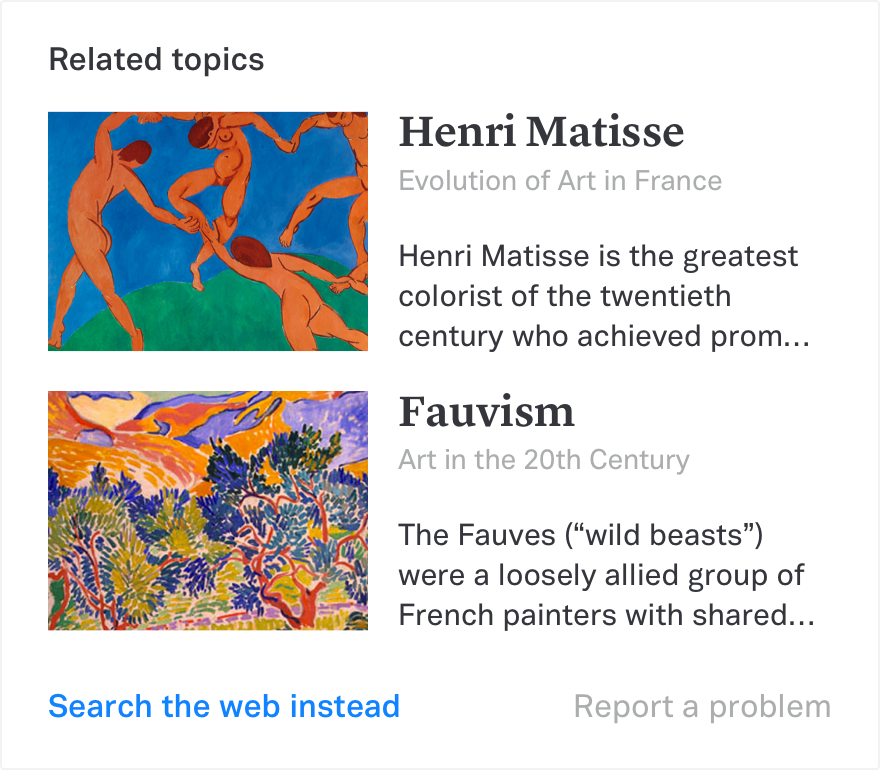 Related topics
Henri Matisse
Evolution of Art in France
Henri Matisse is the greatest
colorist of the twentieth
century who achieved prom…
Fauvism
Art in the 20th Century
The Fauves (“wild beasts”)
were a loosely allied group of
French painters with shared…
Search the web instead
Report a problem